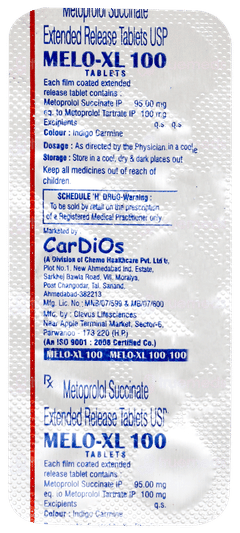 Metoprolol Succinate
Extended Release Tablets USP
MELO-XL 100
TABLETS
Each film coated extended
release tablet contains :
Metoprolol Succinate IP 95.00 mg
eq. to Metoprolol Tartrate IP 100 mg
Excipients q.s. q.s.
Colour : Indigo Carmine
Dosage : As directed by the Physician. in a cool
Storage : Store in a cool, dry & dark places out
Keep all medicines out of reach of
children.
SCHEDULE 'H' DRUG-Warning :
To be sold by retail on the prescription
of a Registered Medical Practitioner only.
Marketed by
CarDiOs
(A Division of Chemo Healthcare Pvt. Ltd.
Plot No.1, New Ahmedabad Ind. Estate,
Sarkhej Bawla Road, Vill. Moraiya,
Post Changodar, Tal. Sanand,
Ahmedabad-382213.
Mfg. Lic. No.: MNB/07/599 & MB/07/600
Mfg. by : Clevus Lifesciences
Near Apple Terminal Market, Sector-6,
Parwanoo - 173 220 (H.P.)
(An ISO 9001 : 2008 Certified Co.)
MELO-XL 100 MELO-XL 100 100
Rx
Metoprolol Succinate
Extended Release Tablets USP
MELO-XL 100
TABLETS
Each film coated extended
release tablet contains :
Metoprolol Succinate IP 95.00 mg
eq. to Metoprolol Tartrate IP 100 mg
Excipients q.s.
Colour : Indigo Carmine